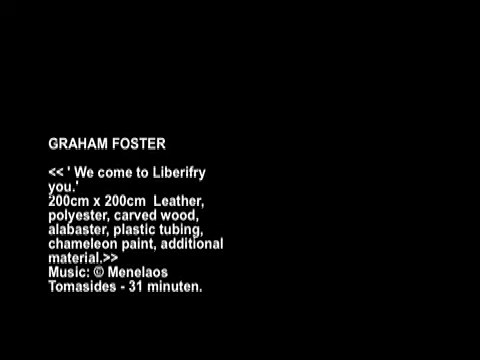 GRAHAM FOSTER
<< ' We come to Liberifry
you.'
200cm x 200cm  Leather,
polyester, carved wood,
alabaster, plastic tubing,
chameleon paint, additional
material.>>
Music: © Menelaos
Tomasides - 31 minuten.